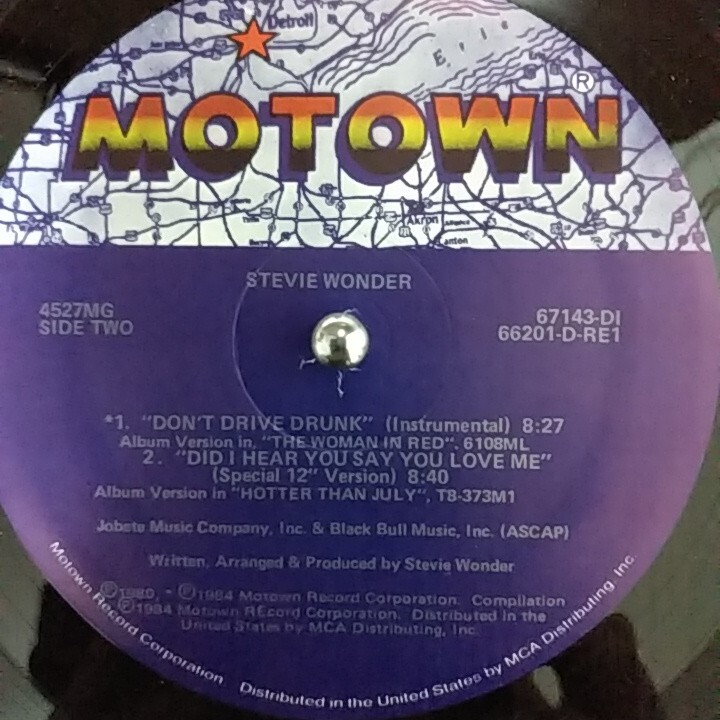 Detroit
Erie
MOTOWN®
Akron
Canton
STEVIE WONDER
4527MG
SIDE TWO
67143-DI
66201-D-RE1
*1. "DON'T DRIVE DRUNK" (Instrumental) 8:27
Album Version in, "THE WOMAN IN RED", 6108ML
2. "DID I HEAR YOU SAY YOU LOVE ME"
(Special 12" Version) 8:40
Album Version in "HOTTER THAN JULY", T8-373M1
Jobete Music Company, Inc. & Black Bull Music, Inc. (ASCAP)
Written, Arranged & Produced by Stevie Wonder
℗1980, * ℗1984 Motown Record Corporation. Compilation
℗1984 Motown REcord Corporation. Distributed in the
United States by MCA Distributing, Inc.
Motown Record Corporation Distributed in the United States by MCA Distributing, Inc